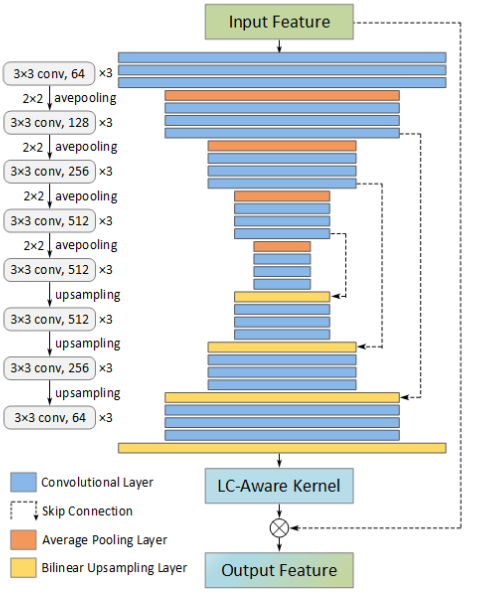 Input Feature
3×3 conv, 64 ×3
2×2 avepooling
3×3 conv, 128 ×3
2×2 avepooling
3×3 conv, 256 ×3
2×2 avepooling
3×3 conv, 512 ×3
2×2 avepooling
3×3 conv, 512 ×3
upsampling
3×3 conv, 512 ×3
upsampling
3×3 conv, 256 ×3
upsampling
3×3 conv, 64 ×3
Convolutional Layer
Skip Connection
Average Pooling Layer
Bilinear Upsampling Layer
LC-Aware Kernel
Output Feature